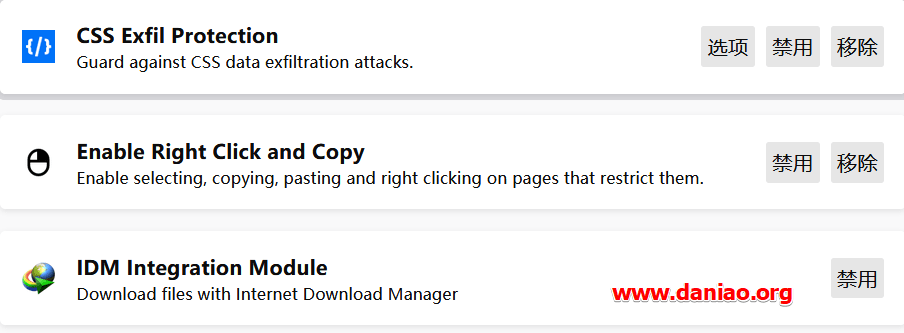 CSS Exfil Protection
Guard against CSS data exfiltration attacks.
选项 禁用 移除
Enable Right Click and Copy
Enable selecting, copying, pasting and right clicking on pages that restrict them.
禁用 移除
IDM Integration Module
Download files with Internet Download Manager
www.daniao.org
禁用